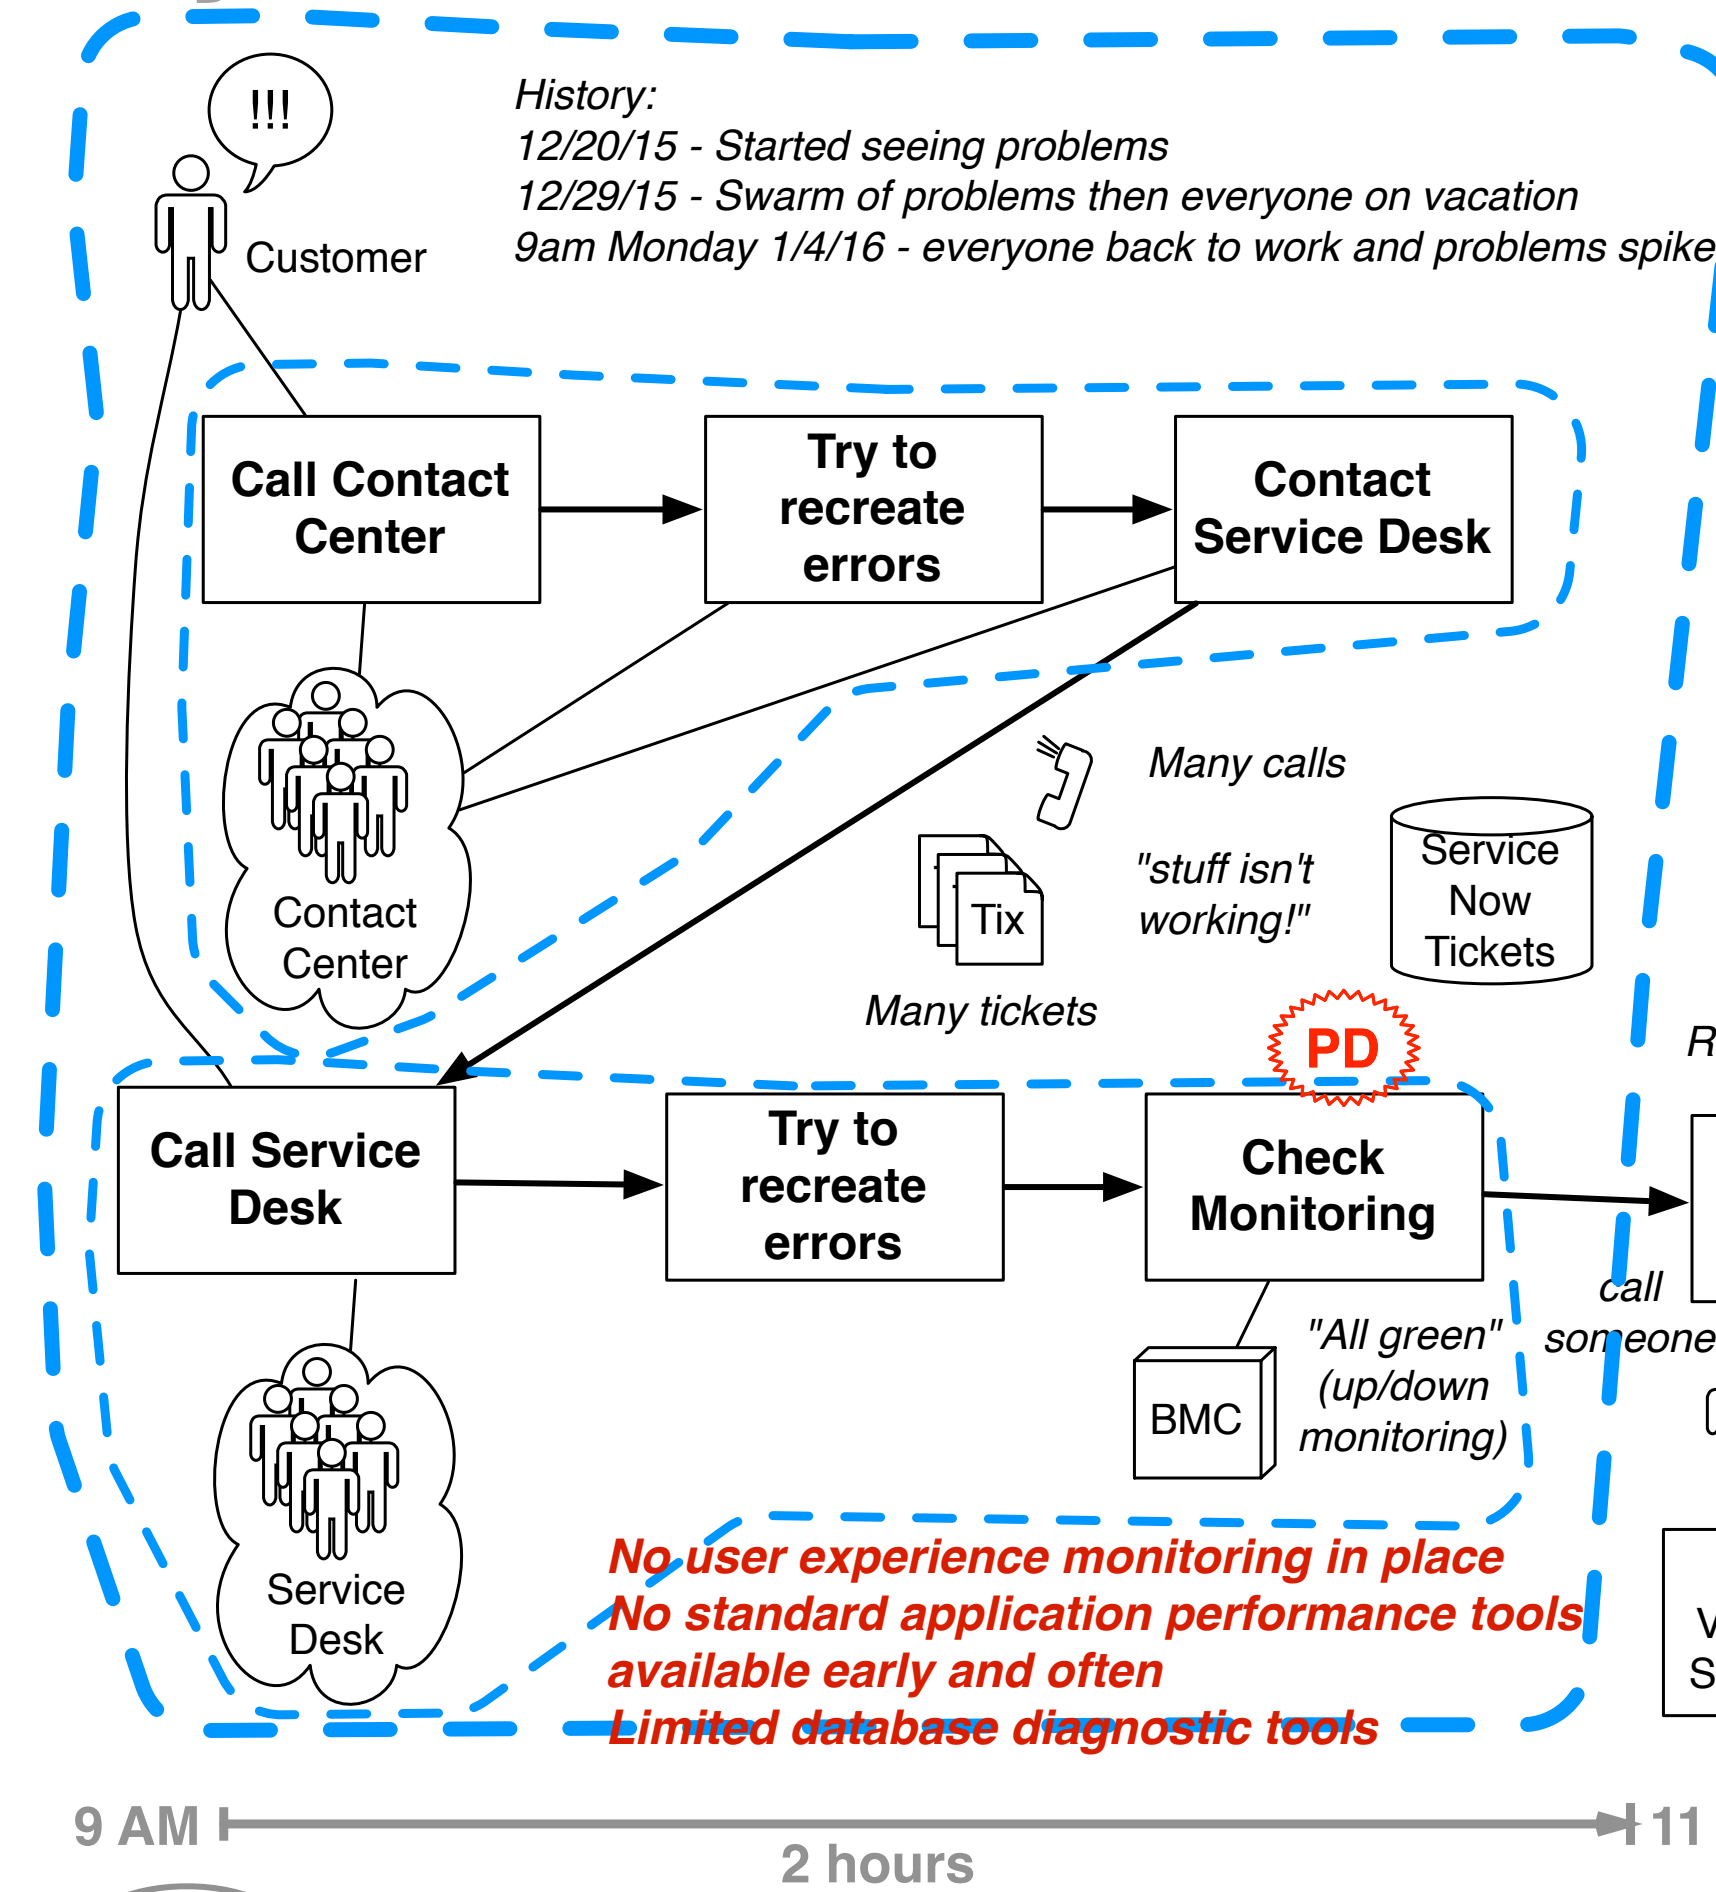 !!!
History:
12/20/15 - Started seeing problems
12/29/15 - Swarm of problems then everyone on vacation
9am Monday 1/4/16 - everyone back to work and problems spike
Customer
Call Contact
Center
Try to
recreate
errors
Contact
Service Desk
Many calls
"stuff isn't
working!"
Service
Now
Tickets
Tix
Many tickets
Contact
Center
PD
R
Call Service
Desk
Try to
recreate
errors
Check
Monitoring
call
someone
"All green"
(up/down
monitoring)
BMC
Service
Desk
No user experience monitoring in place
No standard application performance tools
available early and often
Limited database diagnostic tools
V
S
9 AM
11
2 hours